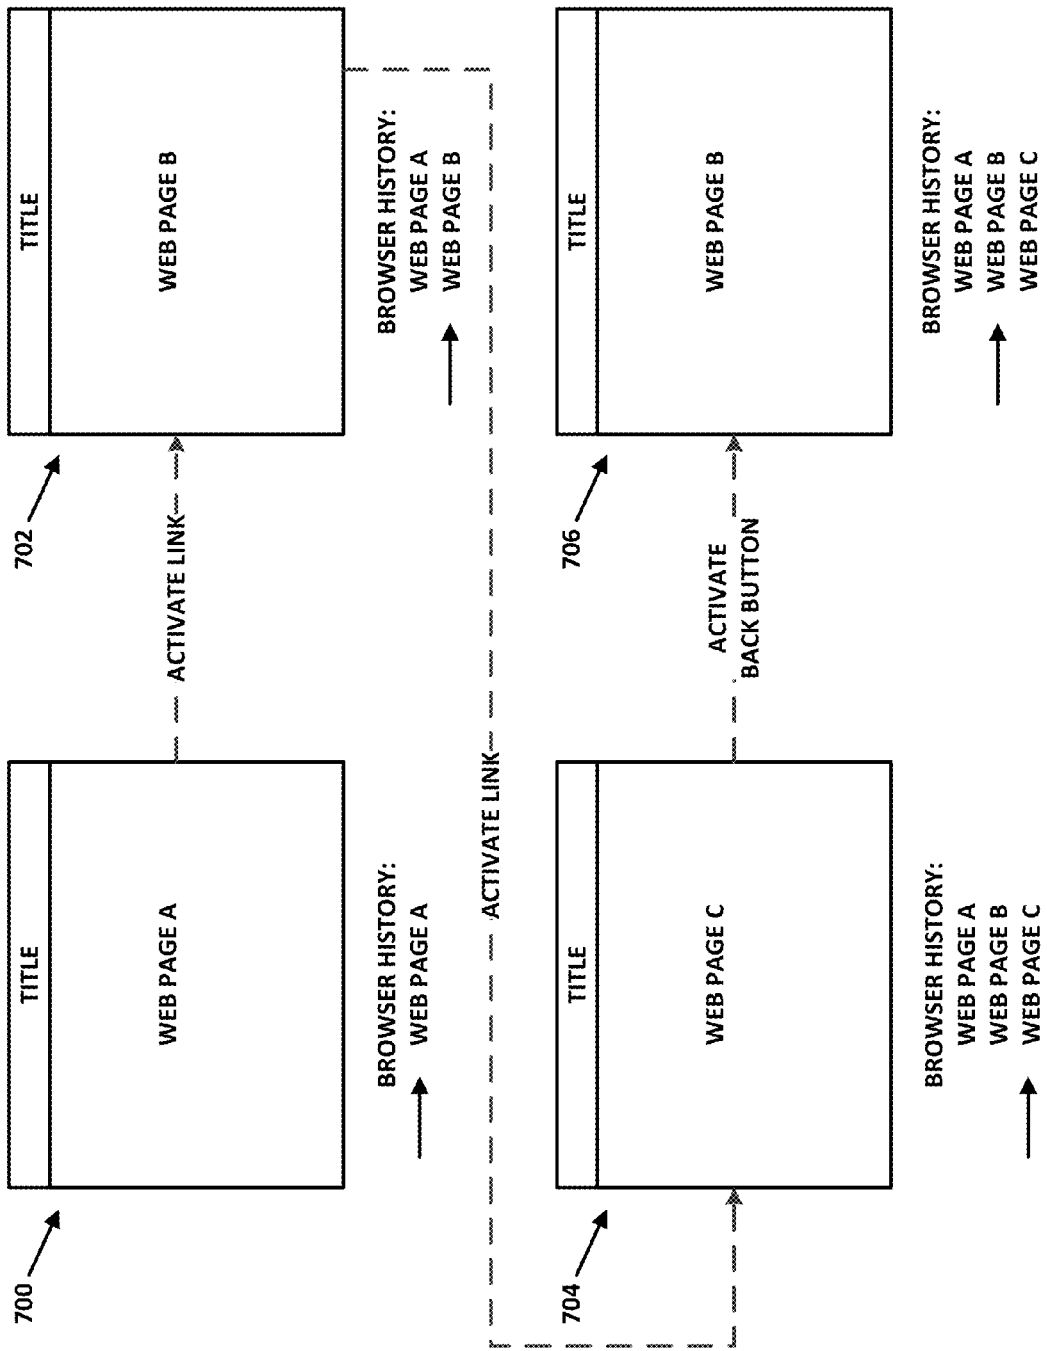 700
TITLE
WEB PAGE A
BROWSER HISTORY:
WEB PAGE A
ACTIVATE LINK
702
TITLE
WEB PAGE B
BROWSER HISTORY:
WEB PAGE A
WEB PAGE B
ACTIVATE LINK
704
TITLE
WEB PAGE C
BROWSER HISTORY:
WEB PAGE A
WEB PAGE B
WEB PAGE C
ACTIVATE
BACK BUTTON
706
TITLE
WEB PAGE B
BROWSER HISTORY:
WEB PAGE A
WEB PAGE B
WEB PAGE C